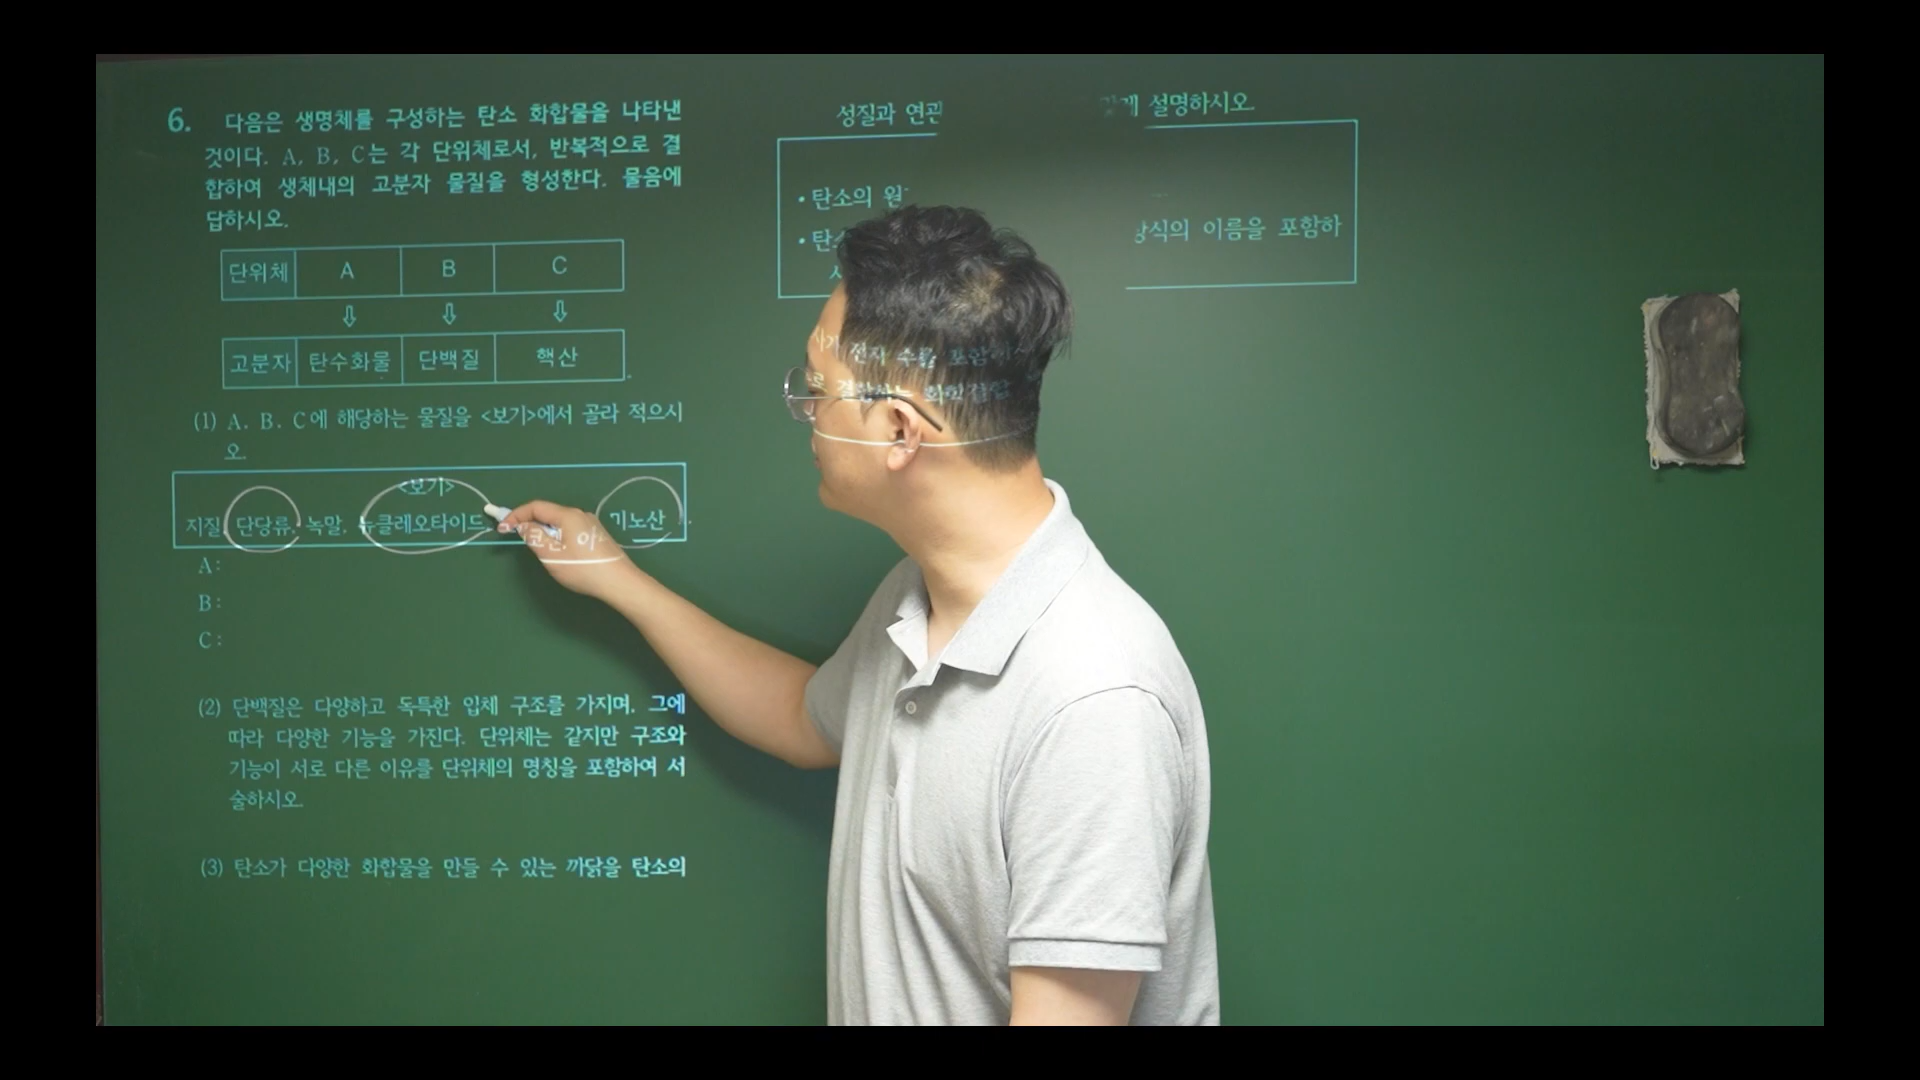 6. 다음은 생명체를 구성하는 탄소 화합물을 나타낸
것이다. A, B, C는 각 단위체로서, 반복적으로 결
합하여 생체내의 고분자 물질을 형성한다. 물음에
답하시오.
단위체 A B C
⇩ ⇩ ⇩
고분자 탄수화물 단백질 핵산
(1) A, B, C에 해당하는 물질을 <보기>에서 골라 적으시
오.
<보기>
지질, 단당류, 녹말, 뉴클레오타이드,
A:
B:
C:
(2) 단백질은 다양하고 독특한 입체 구조를 가지며, 그에
따라 다양한 기능을 가진다. 단위체는 같지만 구조와
기능이 서로 다른 이유를 단위체의 명칭을 포함하여 서
술하시오.
(3) 탄소가 다양한 화합물을 만들 수 있는 까닭을 탄소의
성질과 연관 설명하시오.
• 탄소의
이름을 포함하
전자 수를 포함